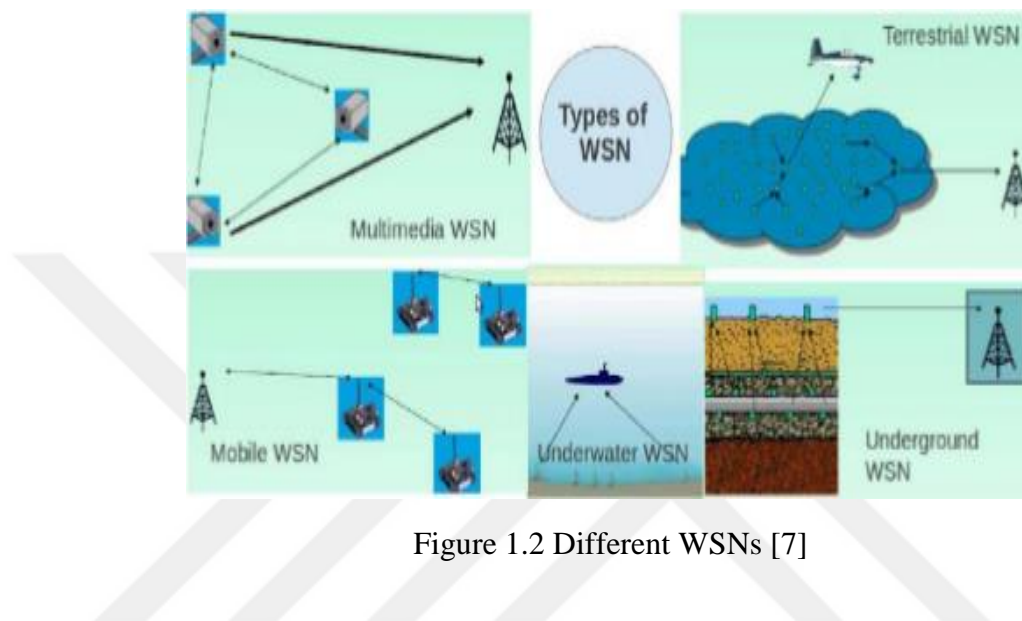 Terrestrial WSN
Types of
WSN
Multimedia WSN
Mobile WSN
Underwater WSN
Underground
WSN
Figure 1.2 Different WSNs [7]